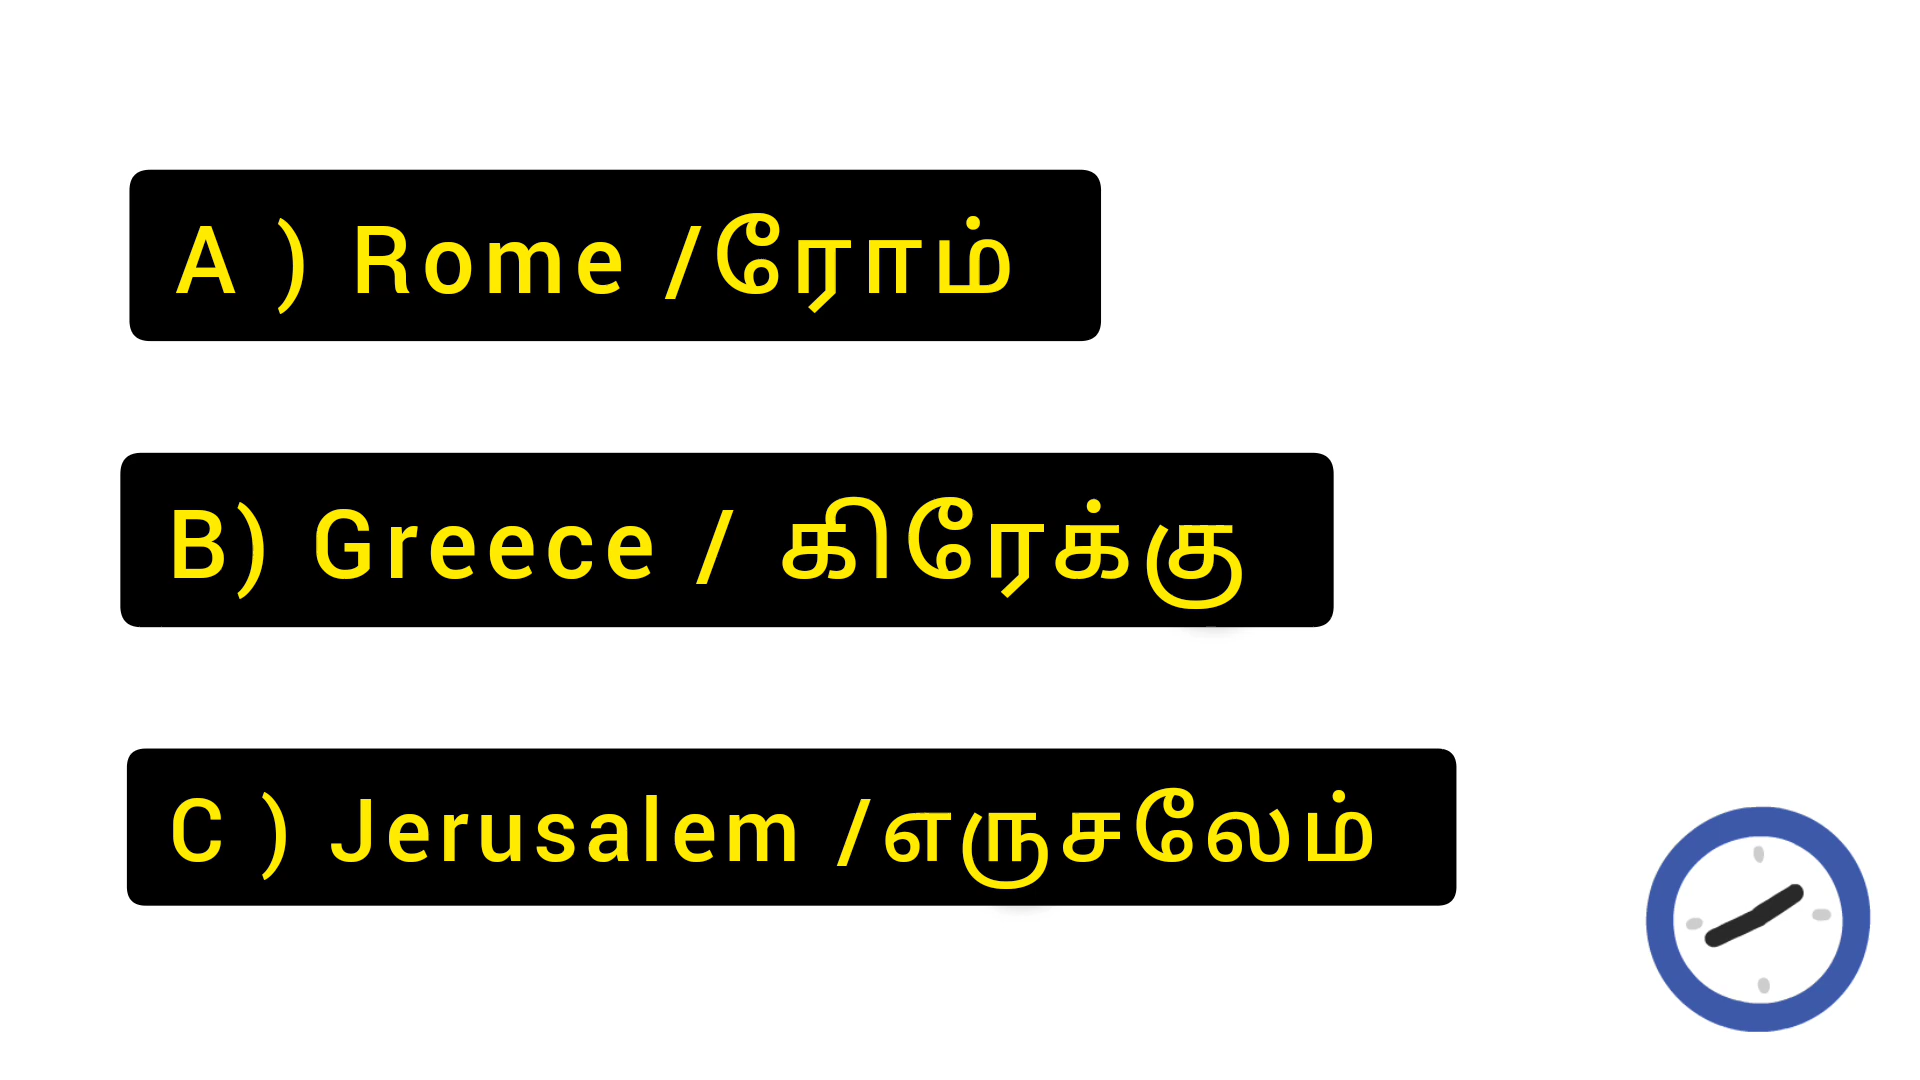 A ) Rome /ரோம்
B) Greece / கிரேக்கு
C ) Jerusalem /எருசலேம்